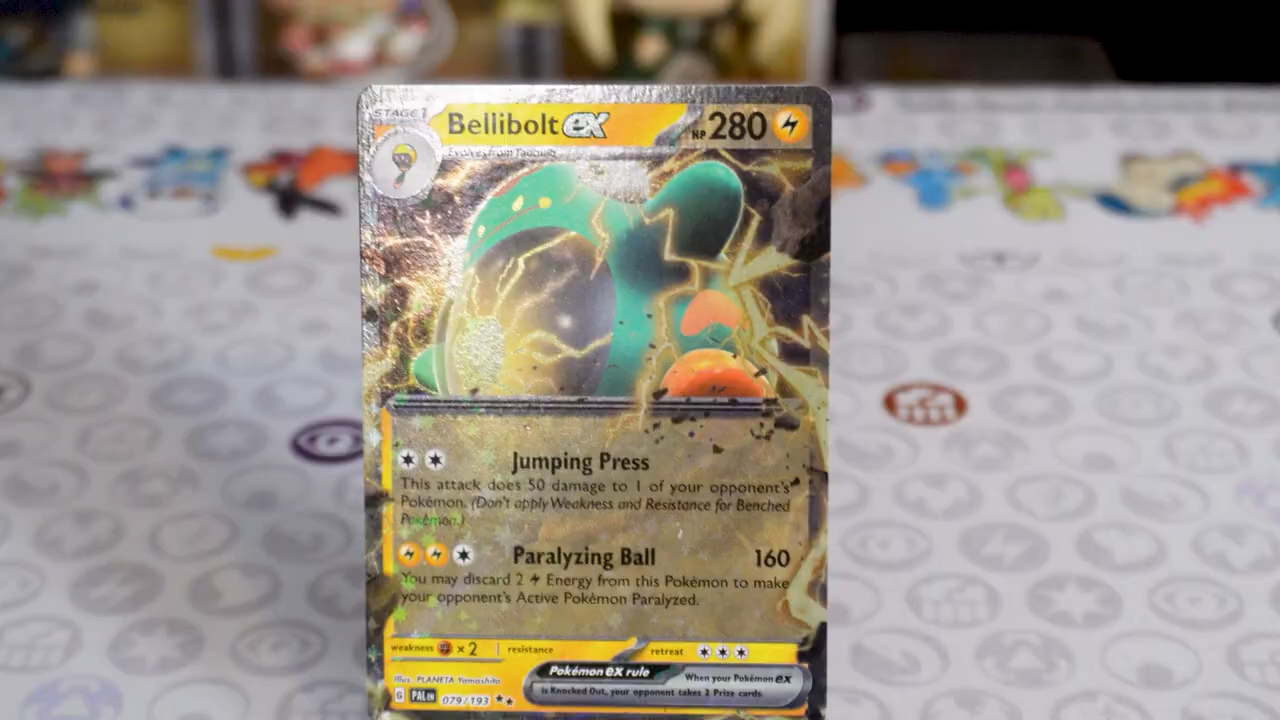 STAGE 1
Bellibolt ex
HP 280
Evolves from Tadbulb
Jumping Press
This attack does 50 damage to 1 of your opponent's
Pokémon. (Don't apply Weakness and Resistance for Benched
Pokémon.)
Paralyzing Ball 160
You may discard 2 Energy from this Pokémon to make
your opponent's Active Pokémon Paralyzed.
weakness ×2 resistance retreat
Illus. PLANETA Yamashita
Pokémon ex rule When your Pokémon ex
is Knocked Out, your opponent takes 2 Prize cards.
G PAL EN 079/193